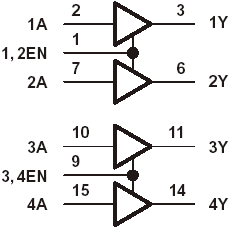 1A 2 3 1Y
1, 2EN 1
2A 7 6 2Y
3A 10 11 3Y
3, 4EN 9
4A 15 14 4Y